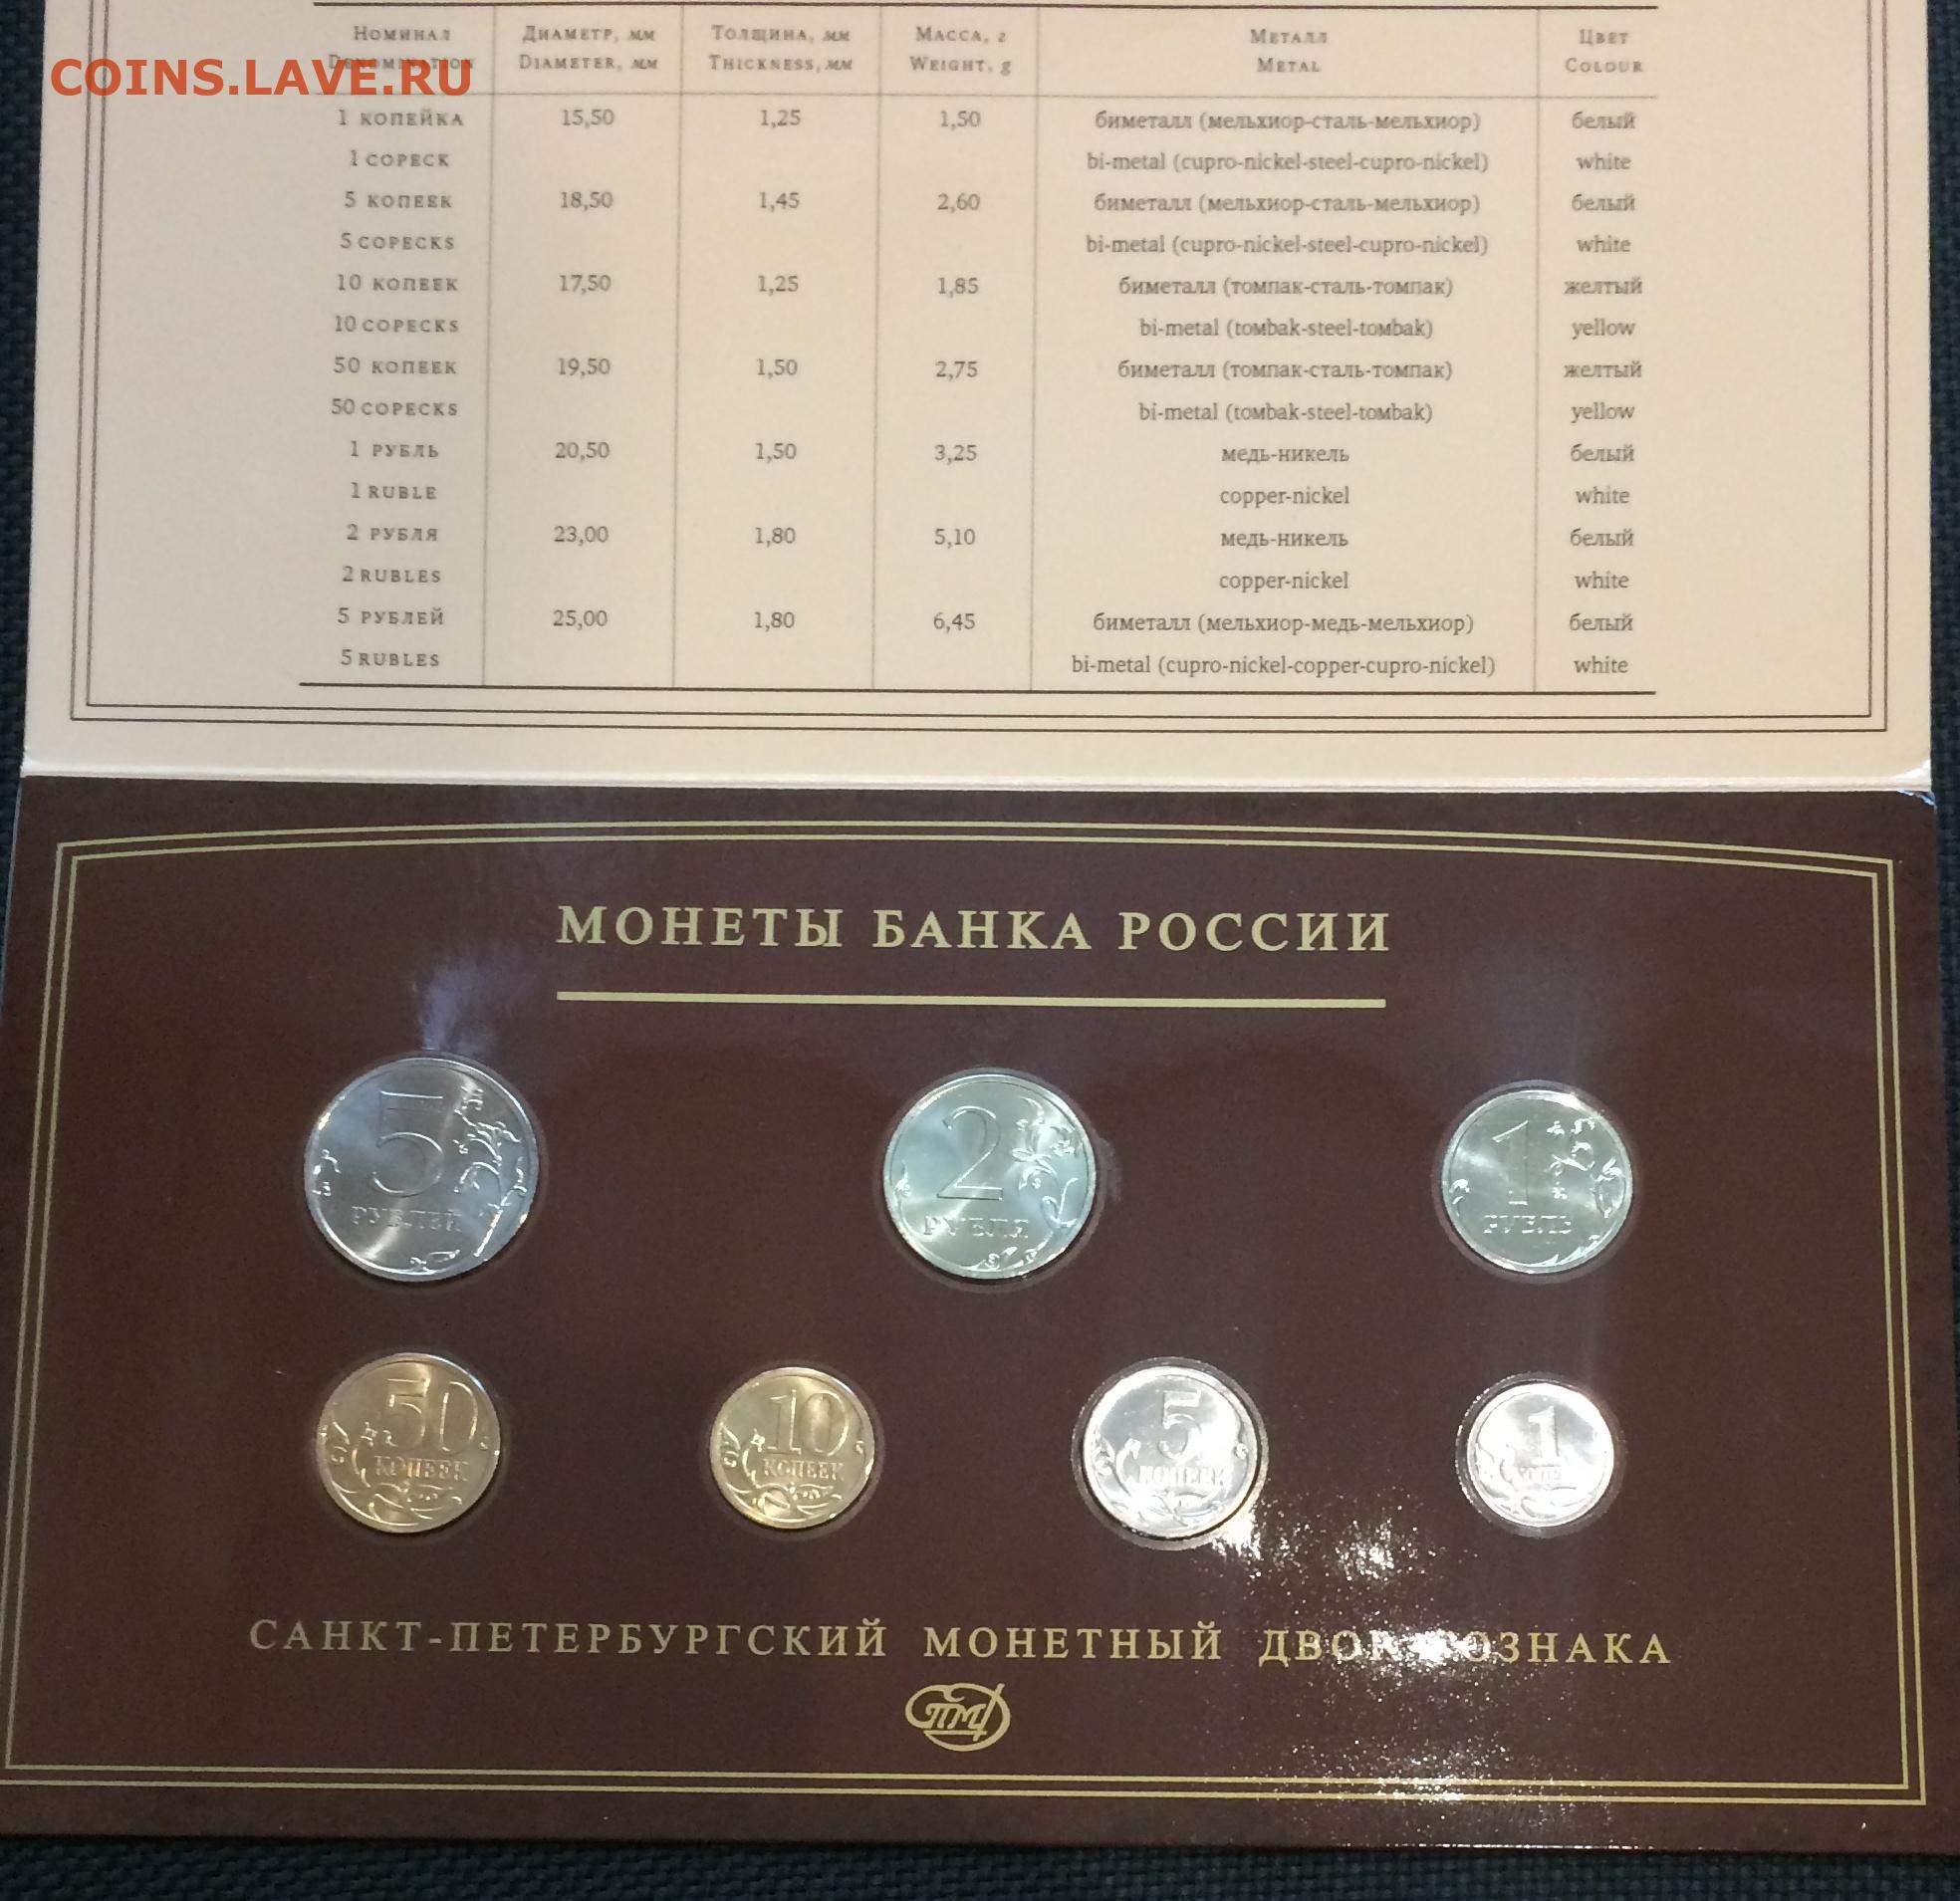 Номинал Диаметр, мм Толщина, мм Масса, г Металл Цвет
Denomination Diameter, мм Thickness, мм Weight, g Metal Colour
COINS.LAVE.RU
1 копейка 15,50 1,25 1,50 биметалл (мельхиор-сталь-мельхиор) белый
1 copeck bi-metal (cupro-nickel-steel-cupro-nickel) white
5 копеек 18,50 1,45 2,60 биметалл (мельхиор-сталь-мельхиор) белый
5 copecks bi-metal (cupro-nickel-steel-cupro-nickel) white
10 копеек 17,50 1,25 1,85 биметалл (томпак-сталь-томпак) желтый
10 copecks bi-metal (томbak-steel-томbak) yellow
50 копеек 19,50 1,50 2,75 биметалл (томпак-сталь-томпак) желтый
50 copecks bi-metal (томbak-steel-томbak) yellow
1 рубль 20,50 1,50 3,25 медь-никель белый
1 ruble copper-nickel white
2 рубля 23,00 1,80 5,10 медь-никель белый
2 rubles copper-nickel white
5 рублей 25,00 1,80 6,45 биметалл (мельхиор-медь-мельхиор) белый
5 rubles bi-metal (cupro-nickel-copper-cupro-nickel) white
МОНЕТЫ БАНКА РОССИИ
5 РУБЛЕЙ
2 РУБЛЯ
1 РУБЛЬ
50 КОПЕЕК
10 КОПЕЕК
5 КОПЕЕК
1
САНКТ-ПЕТЕРБУРГСКИЙ МОНЕТНЫЙ ДВОР ГОЗНАКА